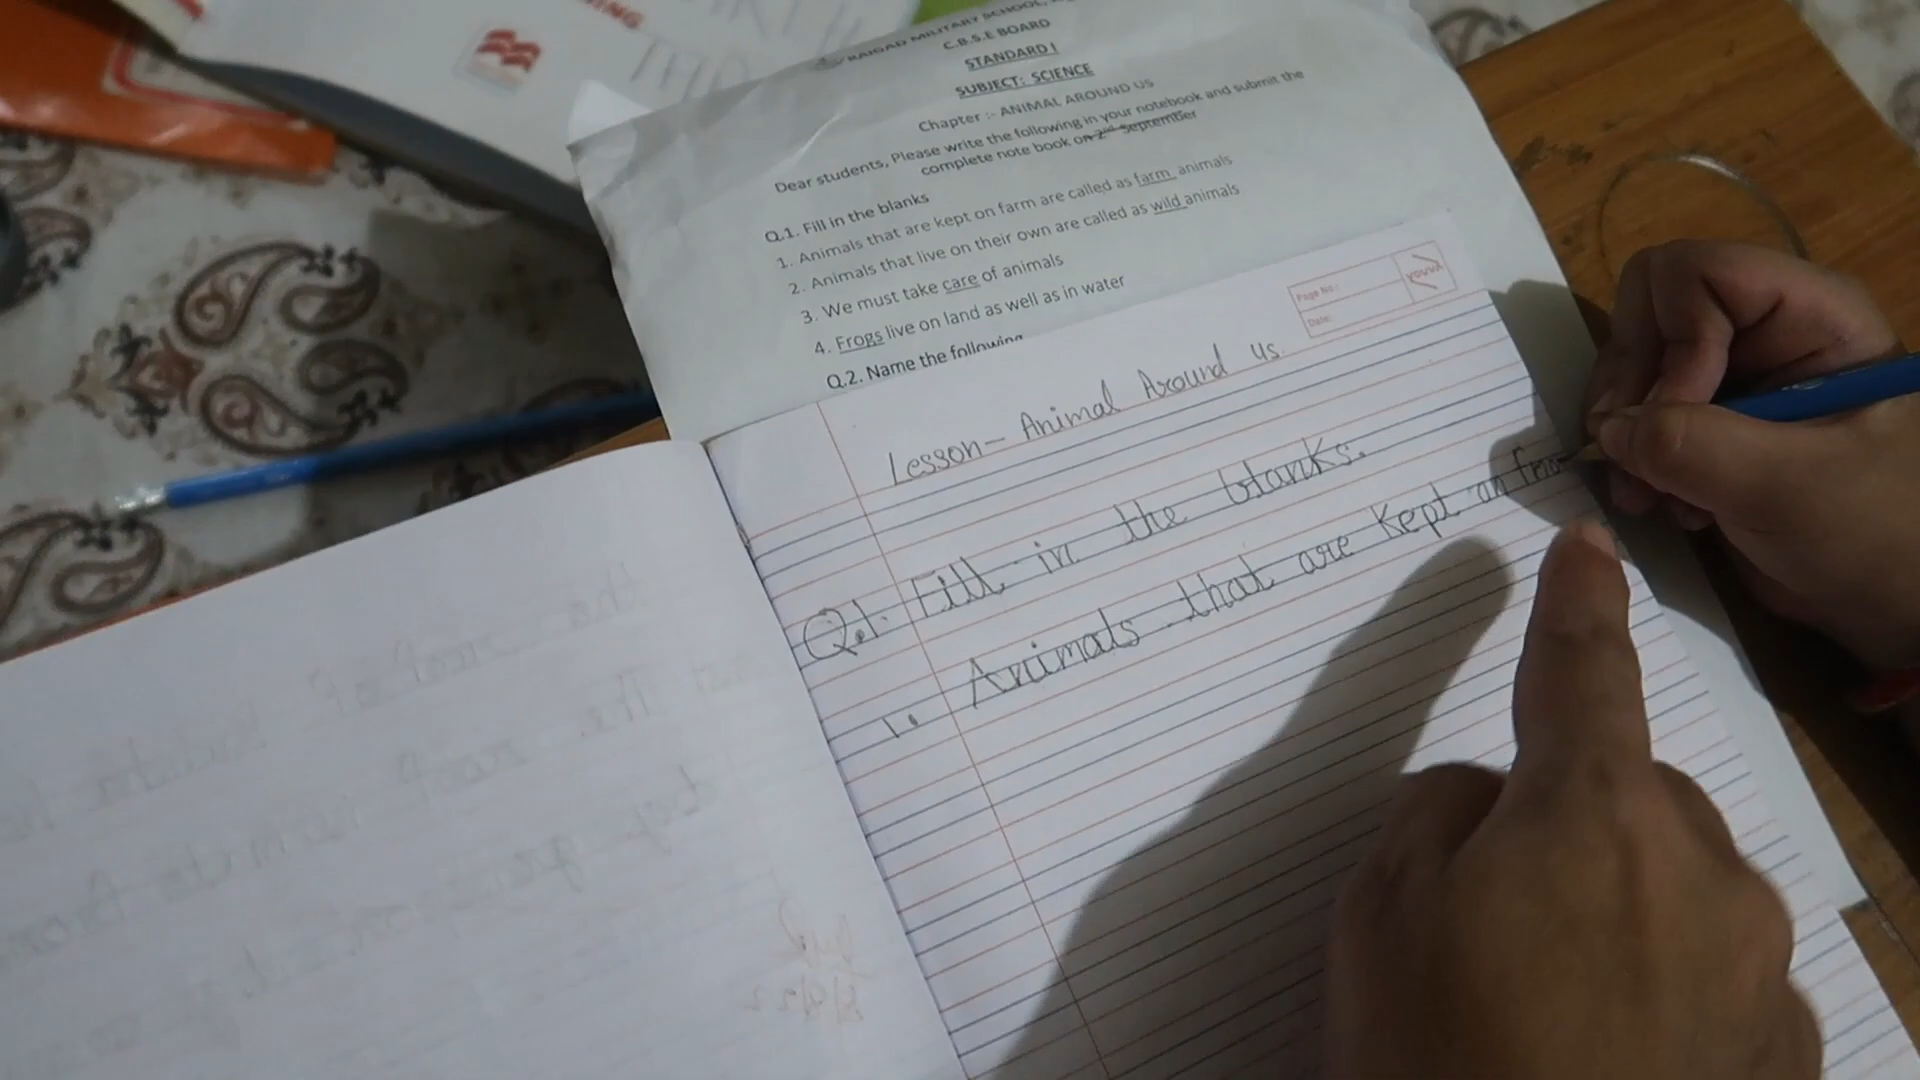 RAIGAD MILITARY SCHOOL,
C.B.S.E BOARD
STANDARD I
SUBJECT: SCIENCE
Chapter :- ANIMAL AROUND US
Dear students, Please write the following in your notebook and submit the
complete note book on 2nd September
Q.1. Fill in the blanks
1. Animals that are kept on farm are called as farm animals
2. Animals that live on their own are called as wild animals
3. We must take care of animals
4. Frogs live on land as well as in water
Q.2. Name the following
Page No.:
Date:
YOUVA
Lesson - Animal Around us.
Q.1. Fill in the blanks.
1. Animals that are kept on